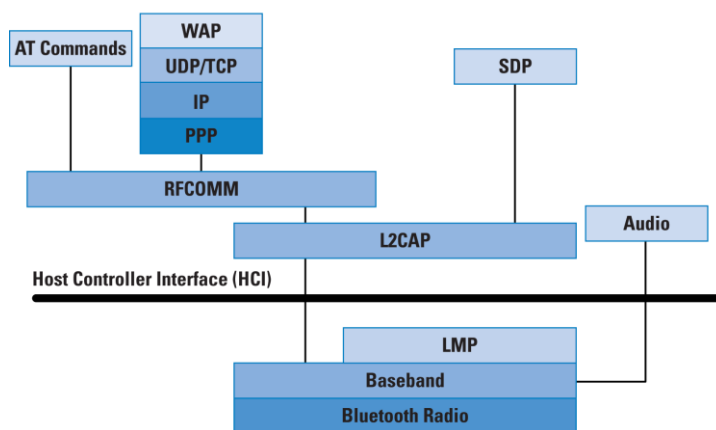 WAP
AT Commands
UDP/TCP
SDP
IP
PPP
RFCOMM
Audio
L2CAP
Host Controller Interface (HCI)
LMP
Baseband
Bluetooth Radio